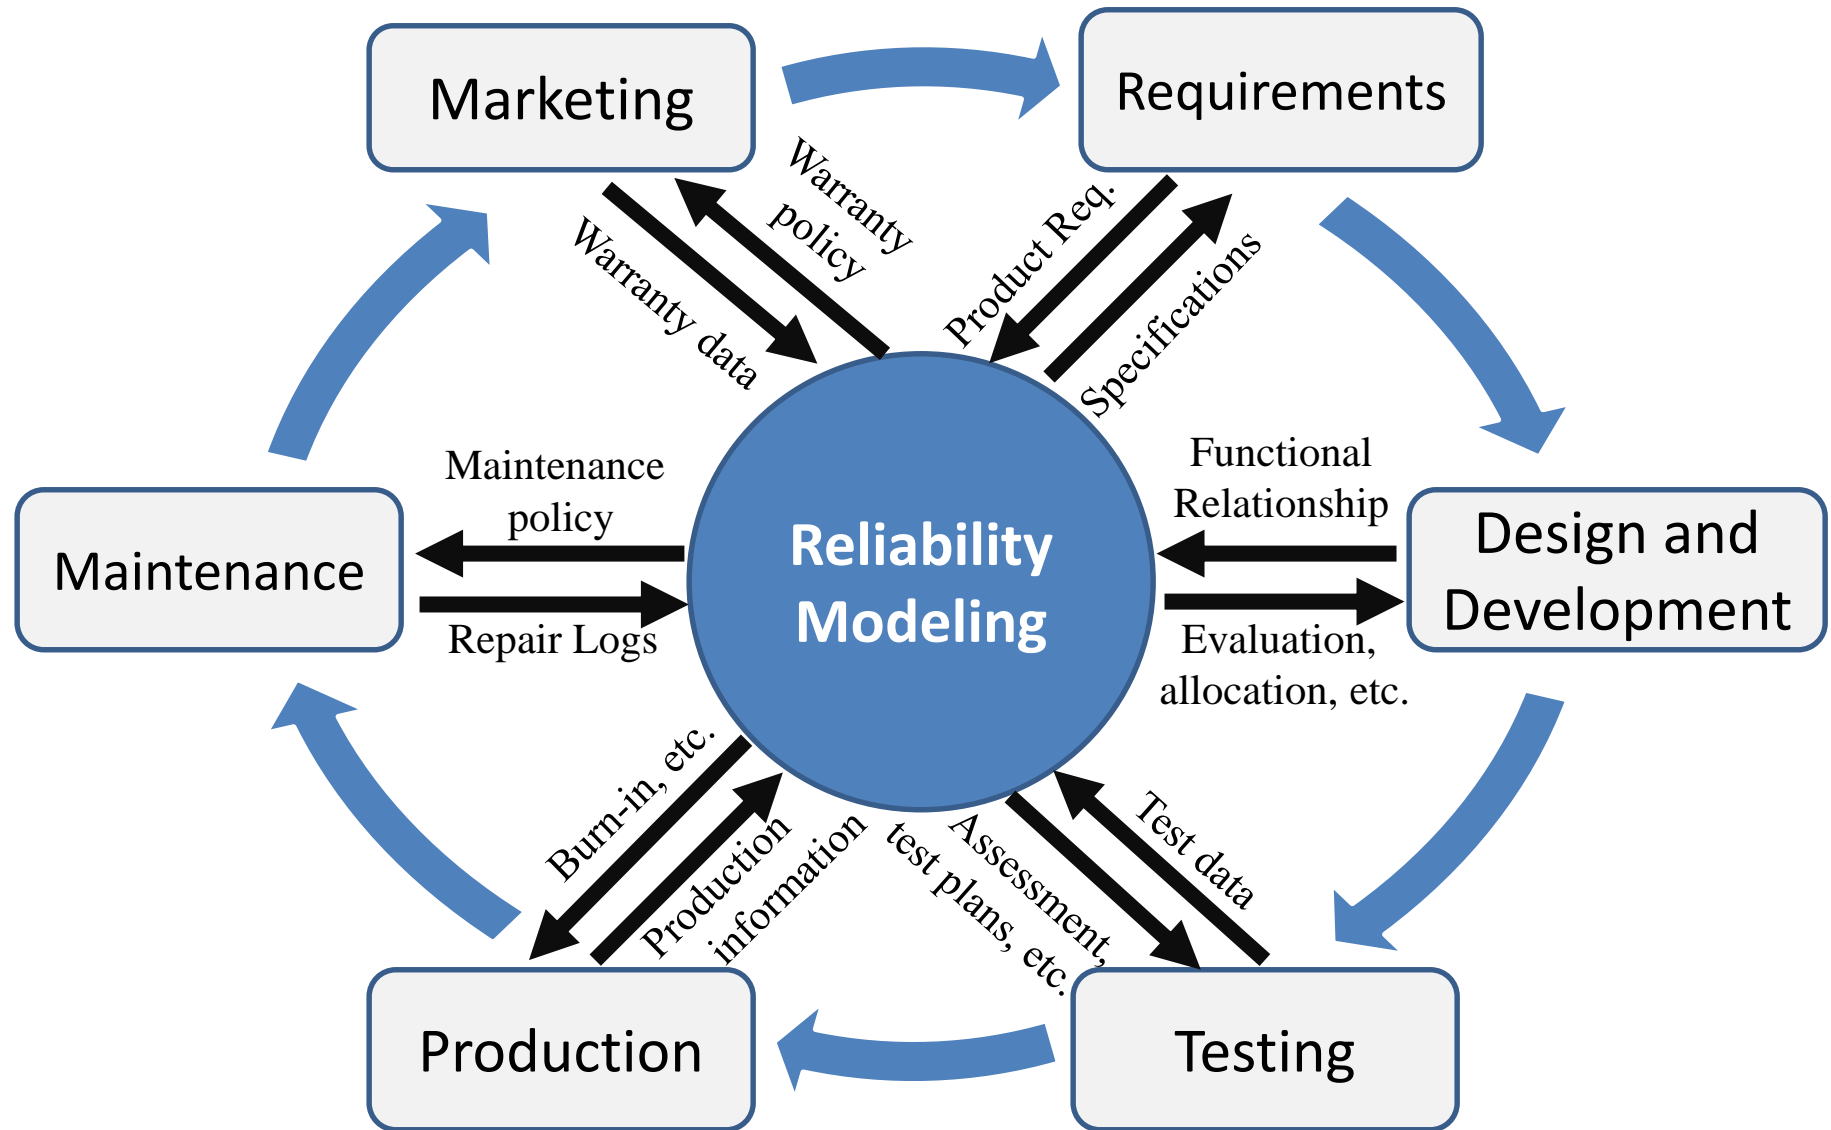 Marketing
Requirements
Warranty
policy
Warranty data
Product Req.
Specifications
Maintenance
policy
Functional
Relationship
Maintenance
Reliability
Modeling
Design and
Development
Repair Logs
Evaluation,
allocation, etc.
Burn-in, etc.
Production
information
Assessment,
test plans, etc.
Test data
Production
Testing